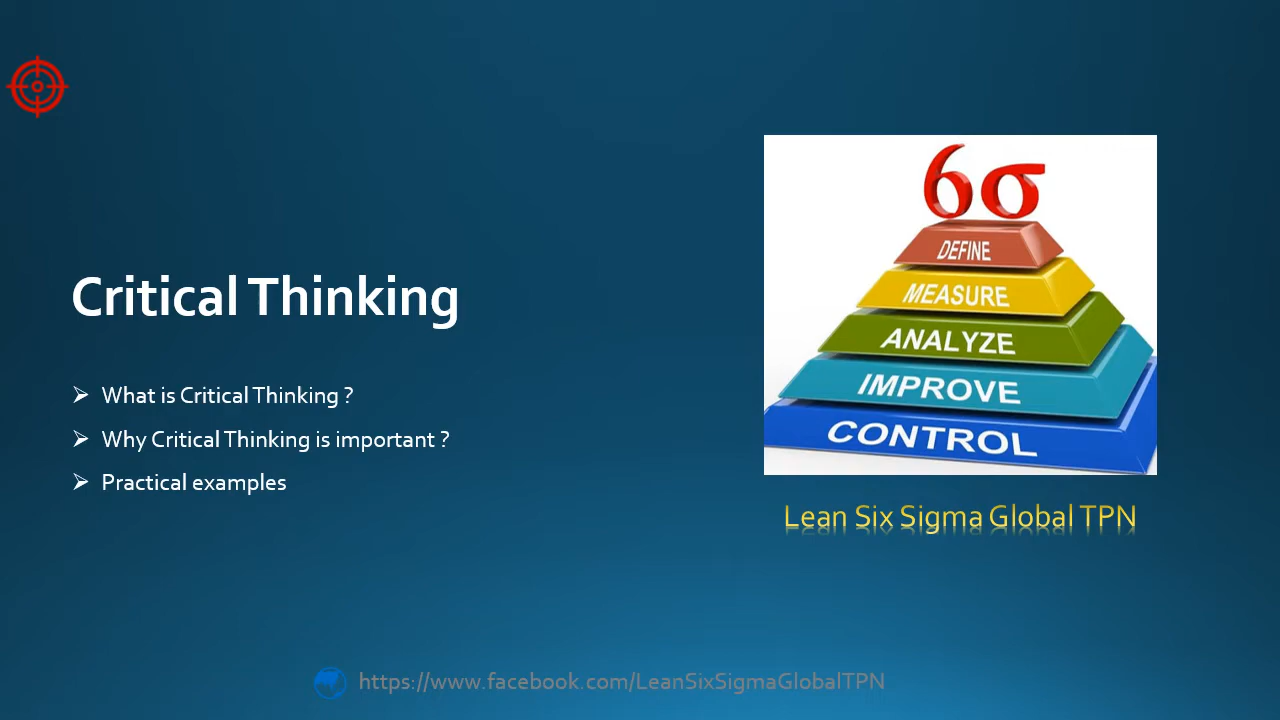 Critical Thinking
➢ What is Critical Thinking ?
➢ Why Critical Thinking is important ?
➢ Practical examples
6σ
DEFINE
MEASURE
ANALYZE
IMPROVE
CONTROL
Lean Six Sigma Global TPN
https://www.facebook.com/LeanSixSigmaGlobalTPN